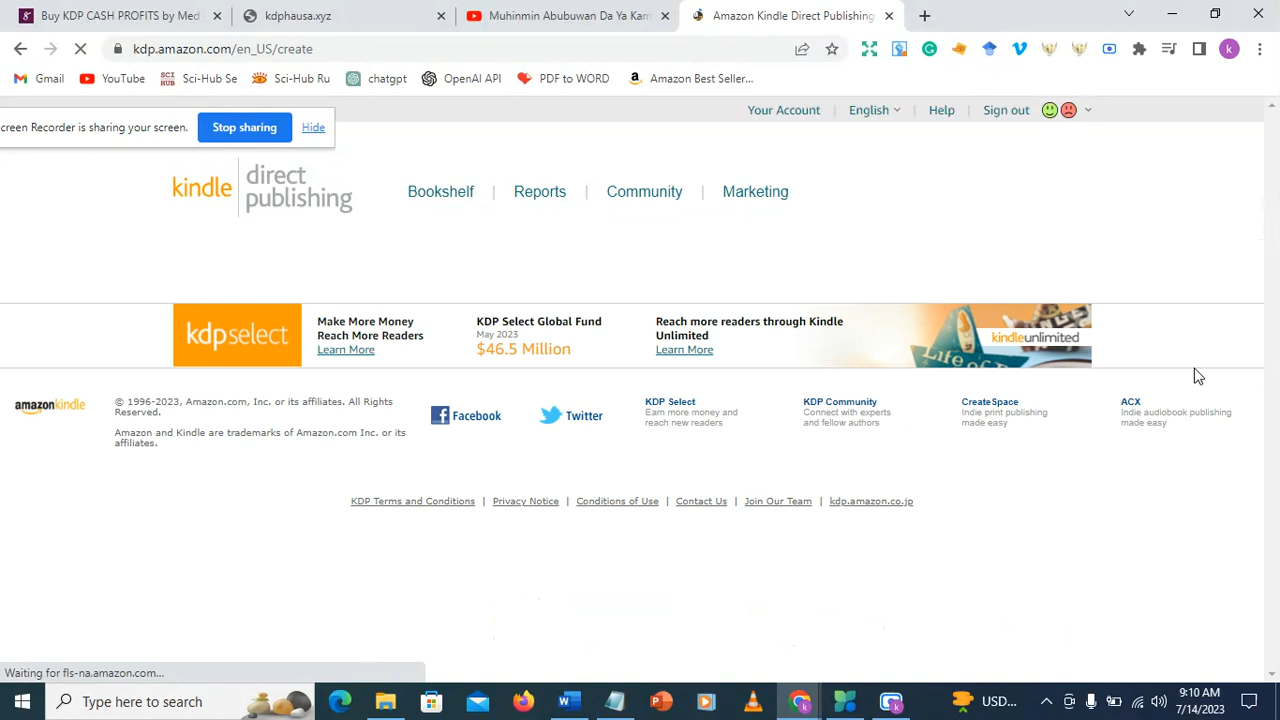 Buy KDP CASH PROFITS by Med
kdphausa.xyz
Muhinmin Abubuwan Da Ya Kam
Amazon Kindle Direct Publishing
kdp.amazon.com/en_US/create
Gmail
YouTube
SCI HUB
Sci-Hub Se
Sci-Hub Ru
chatgpt
OpenAI API
PDF to WORD
Amazon Best Seller...
Your Account
English
Help
Sign out
creen Recorder is sharing your screen.
Stop sharing
Hide
kindle direct publishing
Bookshelf
Reports
Community
Marketing
kdpselect
Make More Money
Reach More Readers
Learn More
KDP Select Global Fund
May 2023
$46.5 Million
Reach more readers through Kindle
Unlimited
Learn More
kindleunlimited
amazonkindle
© 1996-2023, Amazon.com, Inc. or its affiliates. All Rights
Reserved.
Amazon and Kindle are trademarks of Amazon.com Inc. or its
affiliates.
Facebook
Twitter
KDP Select
Earn more money and
reach new readers
KDP Community
Connect with experts
and fellow authors
CreateSpace
Indie print publishing
made easy
ACX
Indie audiobook publishing
made easy
KDP Terms and Conditions | Privacy Notice | Conditions of Use | Contact Us | Join Our Team | kdp.amazon.co.jp
Waiting for fls-na.amazon.com...
Type here to search
USD...
9:10 AM
7/14/2023